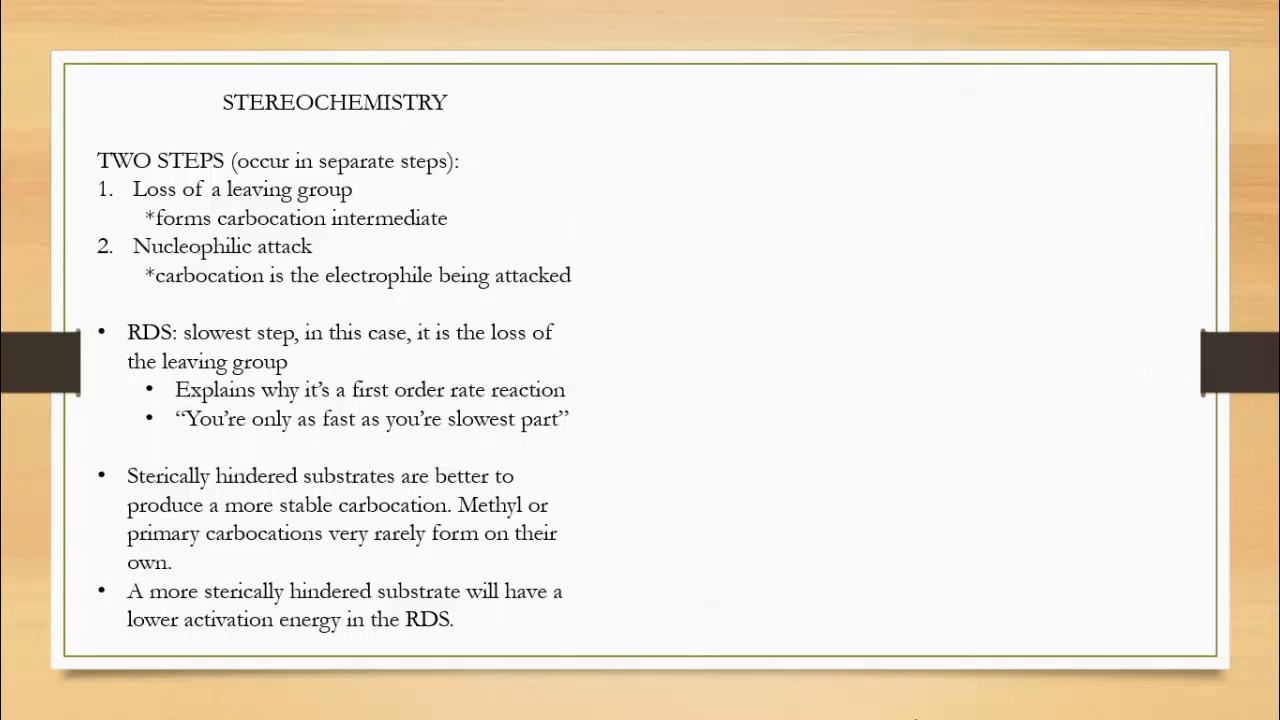 STEREOCHEMISTRY
TWO STEPS (occur in separate steps):
1. Loss of a leaving group
*forms carbocation intermediate
2. Nucleophilic attack
*carbocation is the electrophile being attacked
• RDS: slowest step, in this case, it is the loss of
the leaving group
• Explains why it’s a first order rate reaction
• “You’re only as fast as you’re slowest part”
• Sterically hindered substrates are better to
produce a more stable carbocation. Methyl or
primary carbocations very rarely form on their
own.
• A more sterically hindered substrate will have a
lower activation energy in the RDS.